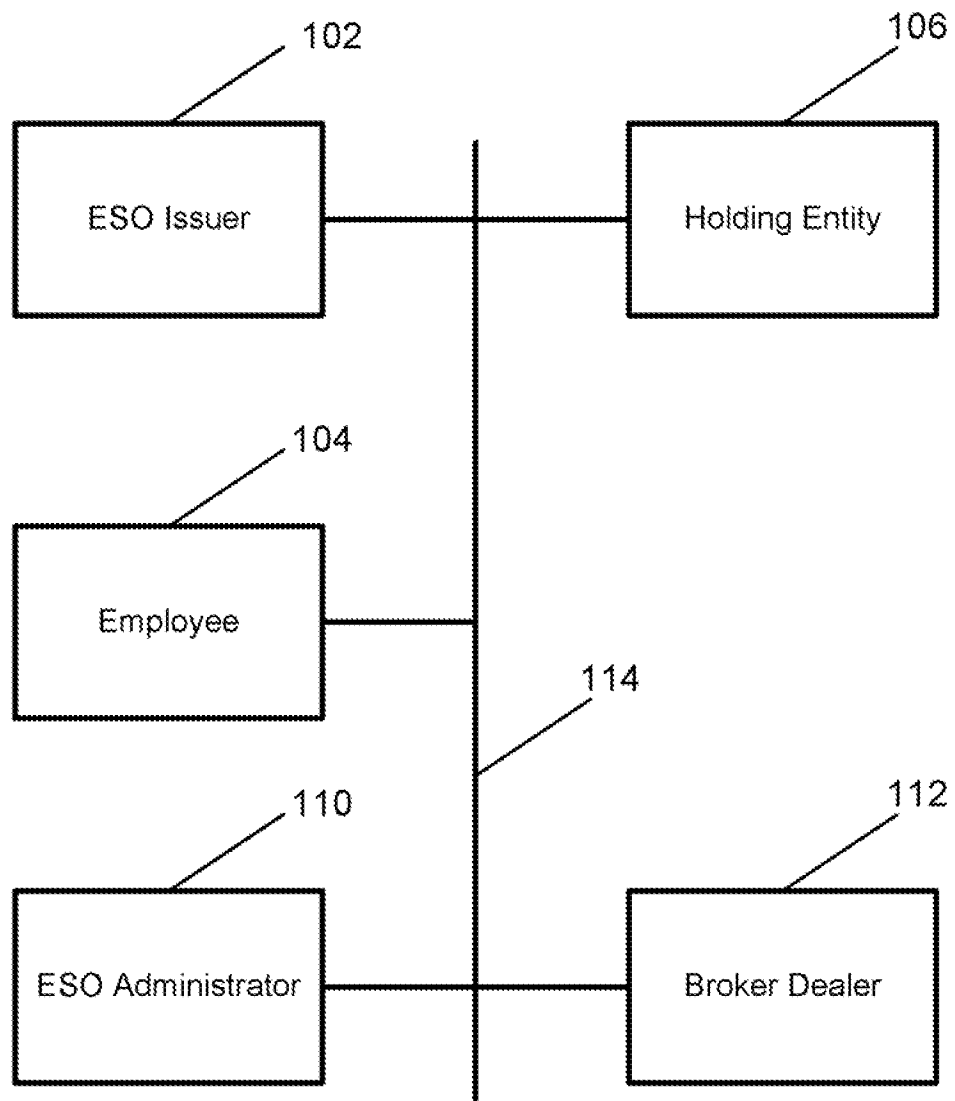 102
106
ESO Issuer
Holding Entity
104
Employee
114
110
112
ESO Administrator
Broker Dealer